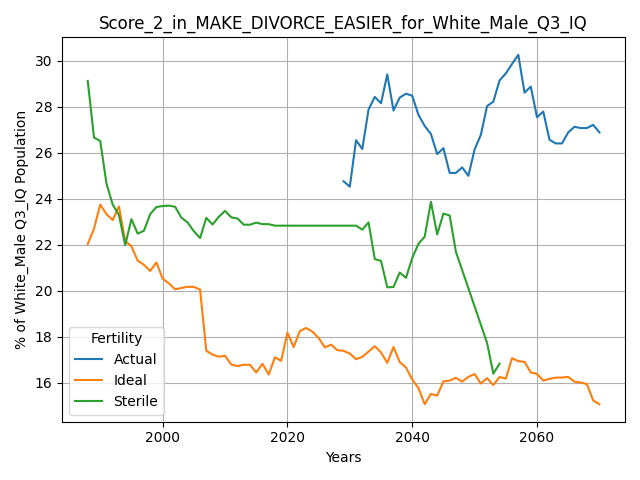 Score_2_in_MAKE_DIVORCE_EASIER_for_White_Male_Q3_IQ
% of White_Male Q3_IQ Population
30
28
26
24
22
20
18
16
Fertility
Actual
Ideal
Sterile
2000 2020 2040 2060
Years